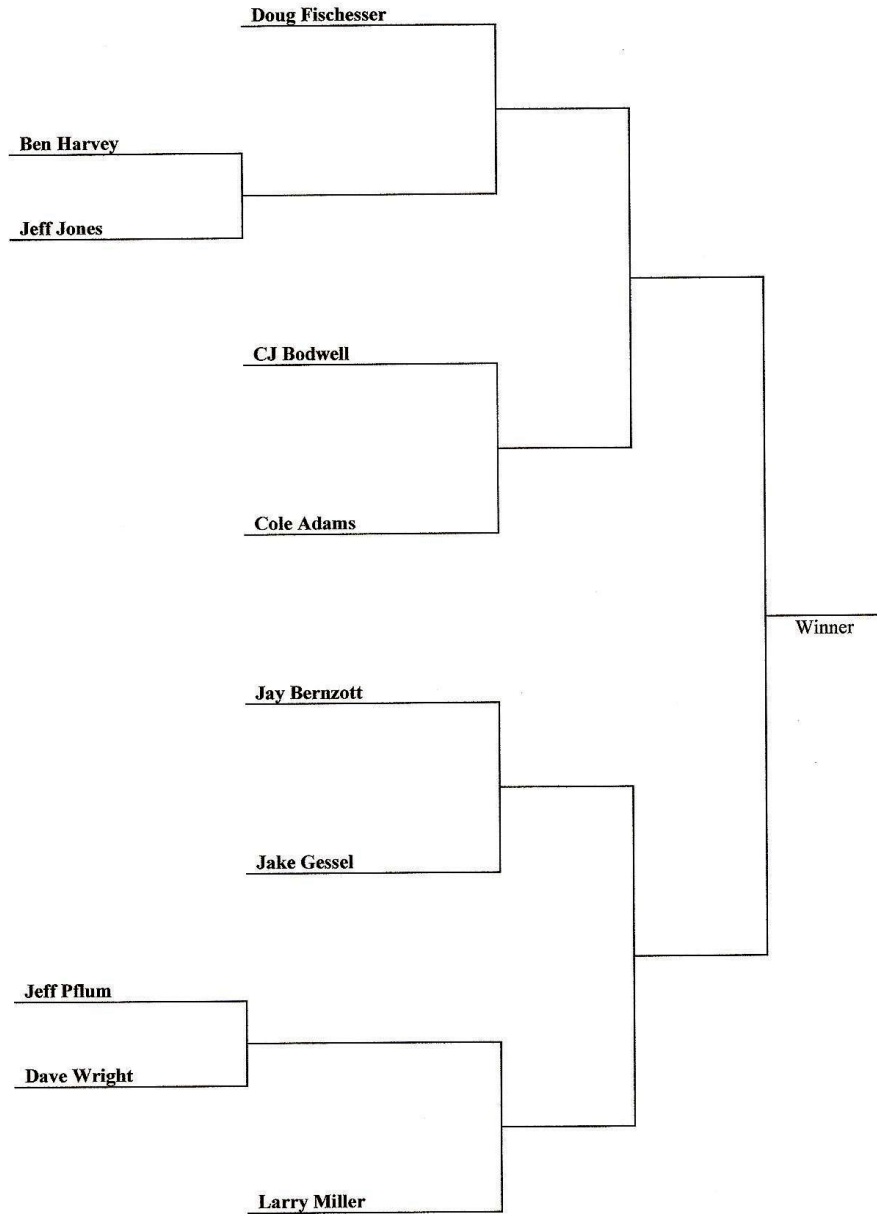 Doug Fischesser
Ben Harvey
Jeff Jones
CJ Bodwell
Cole Adams
Winner
Jay Bernzott
Jake Gessel
Jeff Pflum
Dave Wright
Larry Miller